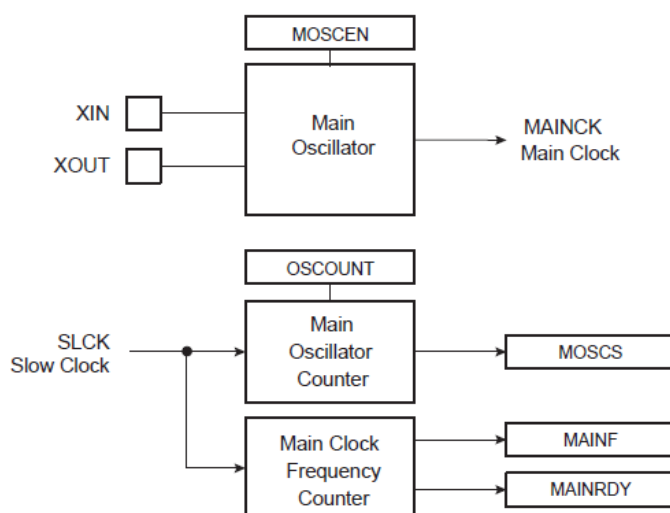 MOSCEN
XIN
XOUT
Main
Oscillator
MAINCK
Main Clock
OSCOUNT
SLCK
Slow Clock
Main
Oscillator
Counter
MOSCS
Main Clock
Frequency
Counter
MAINF
MAINRDY